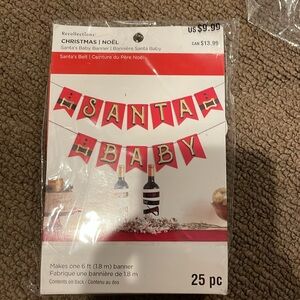 Recollections
US $9.99
CHRISTMAS | NOËL
Santa's Baby Banner | Bannière Santa Baby
CAN $13.99
Santa's Belt | Ceinture du Père Noël
SANTA
BABY
Makes one 6 ft (1.8 m) banner
Fabrique une bannière de 1.8 m
Contents on Back / Contenu au dos
25 pc